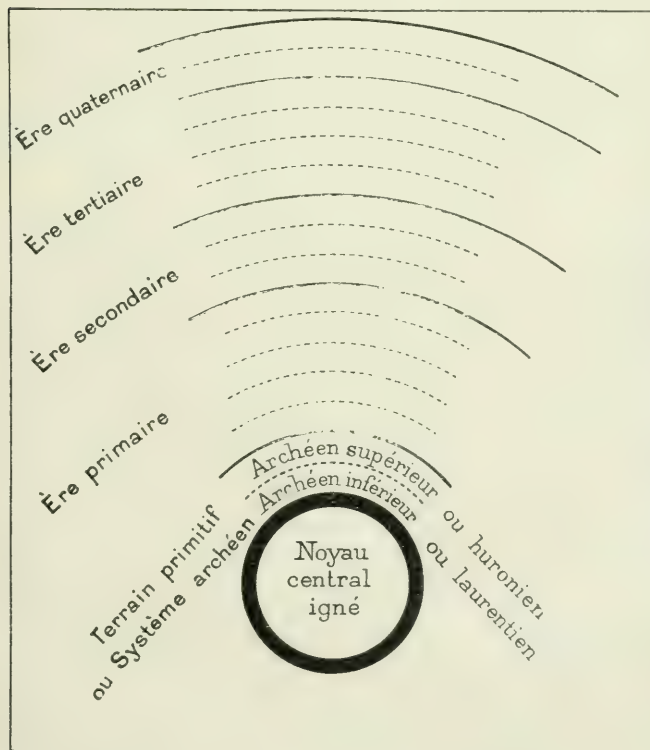 Ère quaternaire
Ère tertiaire
Ère secondaire
Ère primaire
Terrain primitif
ou Système archéen
Archéen supérieur ou huronien
Archéen inférieur ou laurentien
Noyau
central
igné